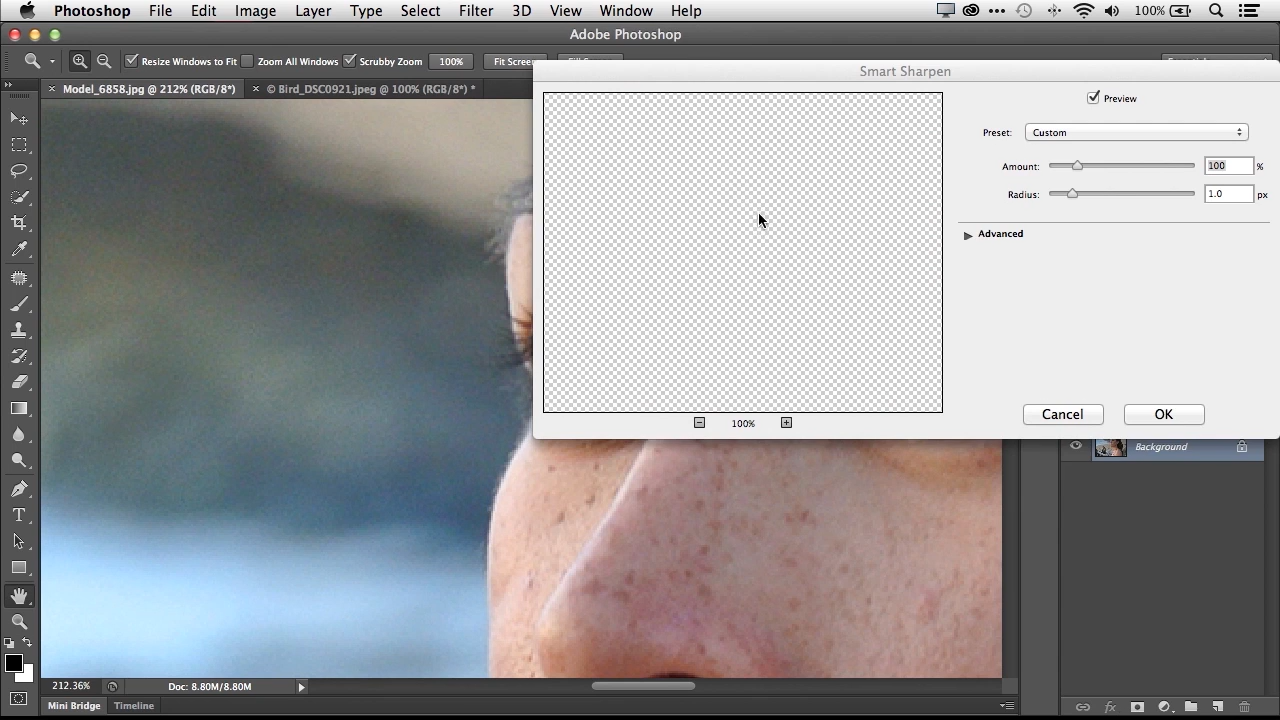 Photoshop File Edit Image Layer Type Select Filter 3D View Window Help 100%
Adobe Photoshop
Resize Windows to Fit Zoom All Windows Scrubby Zoom 100% Fit Screen
Smart Sharpen
× Model_6858.jpg @ 212% (RGB/8*) × © Bird_DSC0921.jpeg @ 100% (RGB/8*) *
Preview
Preset: Custom
Amount: 100 %
Radius: 1.0 px
Advanced
Cancel OK
100%
Background
212.36% Doc: 8.80M/8.80M
Mini Bridge Timeline